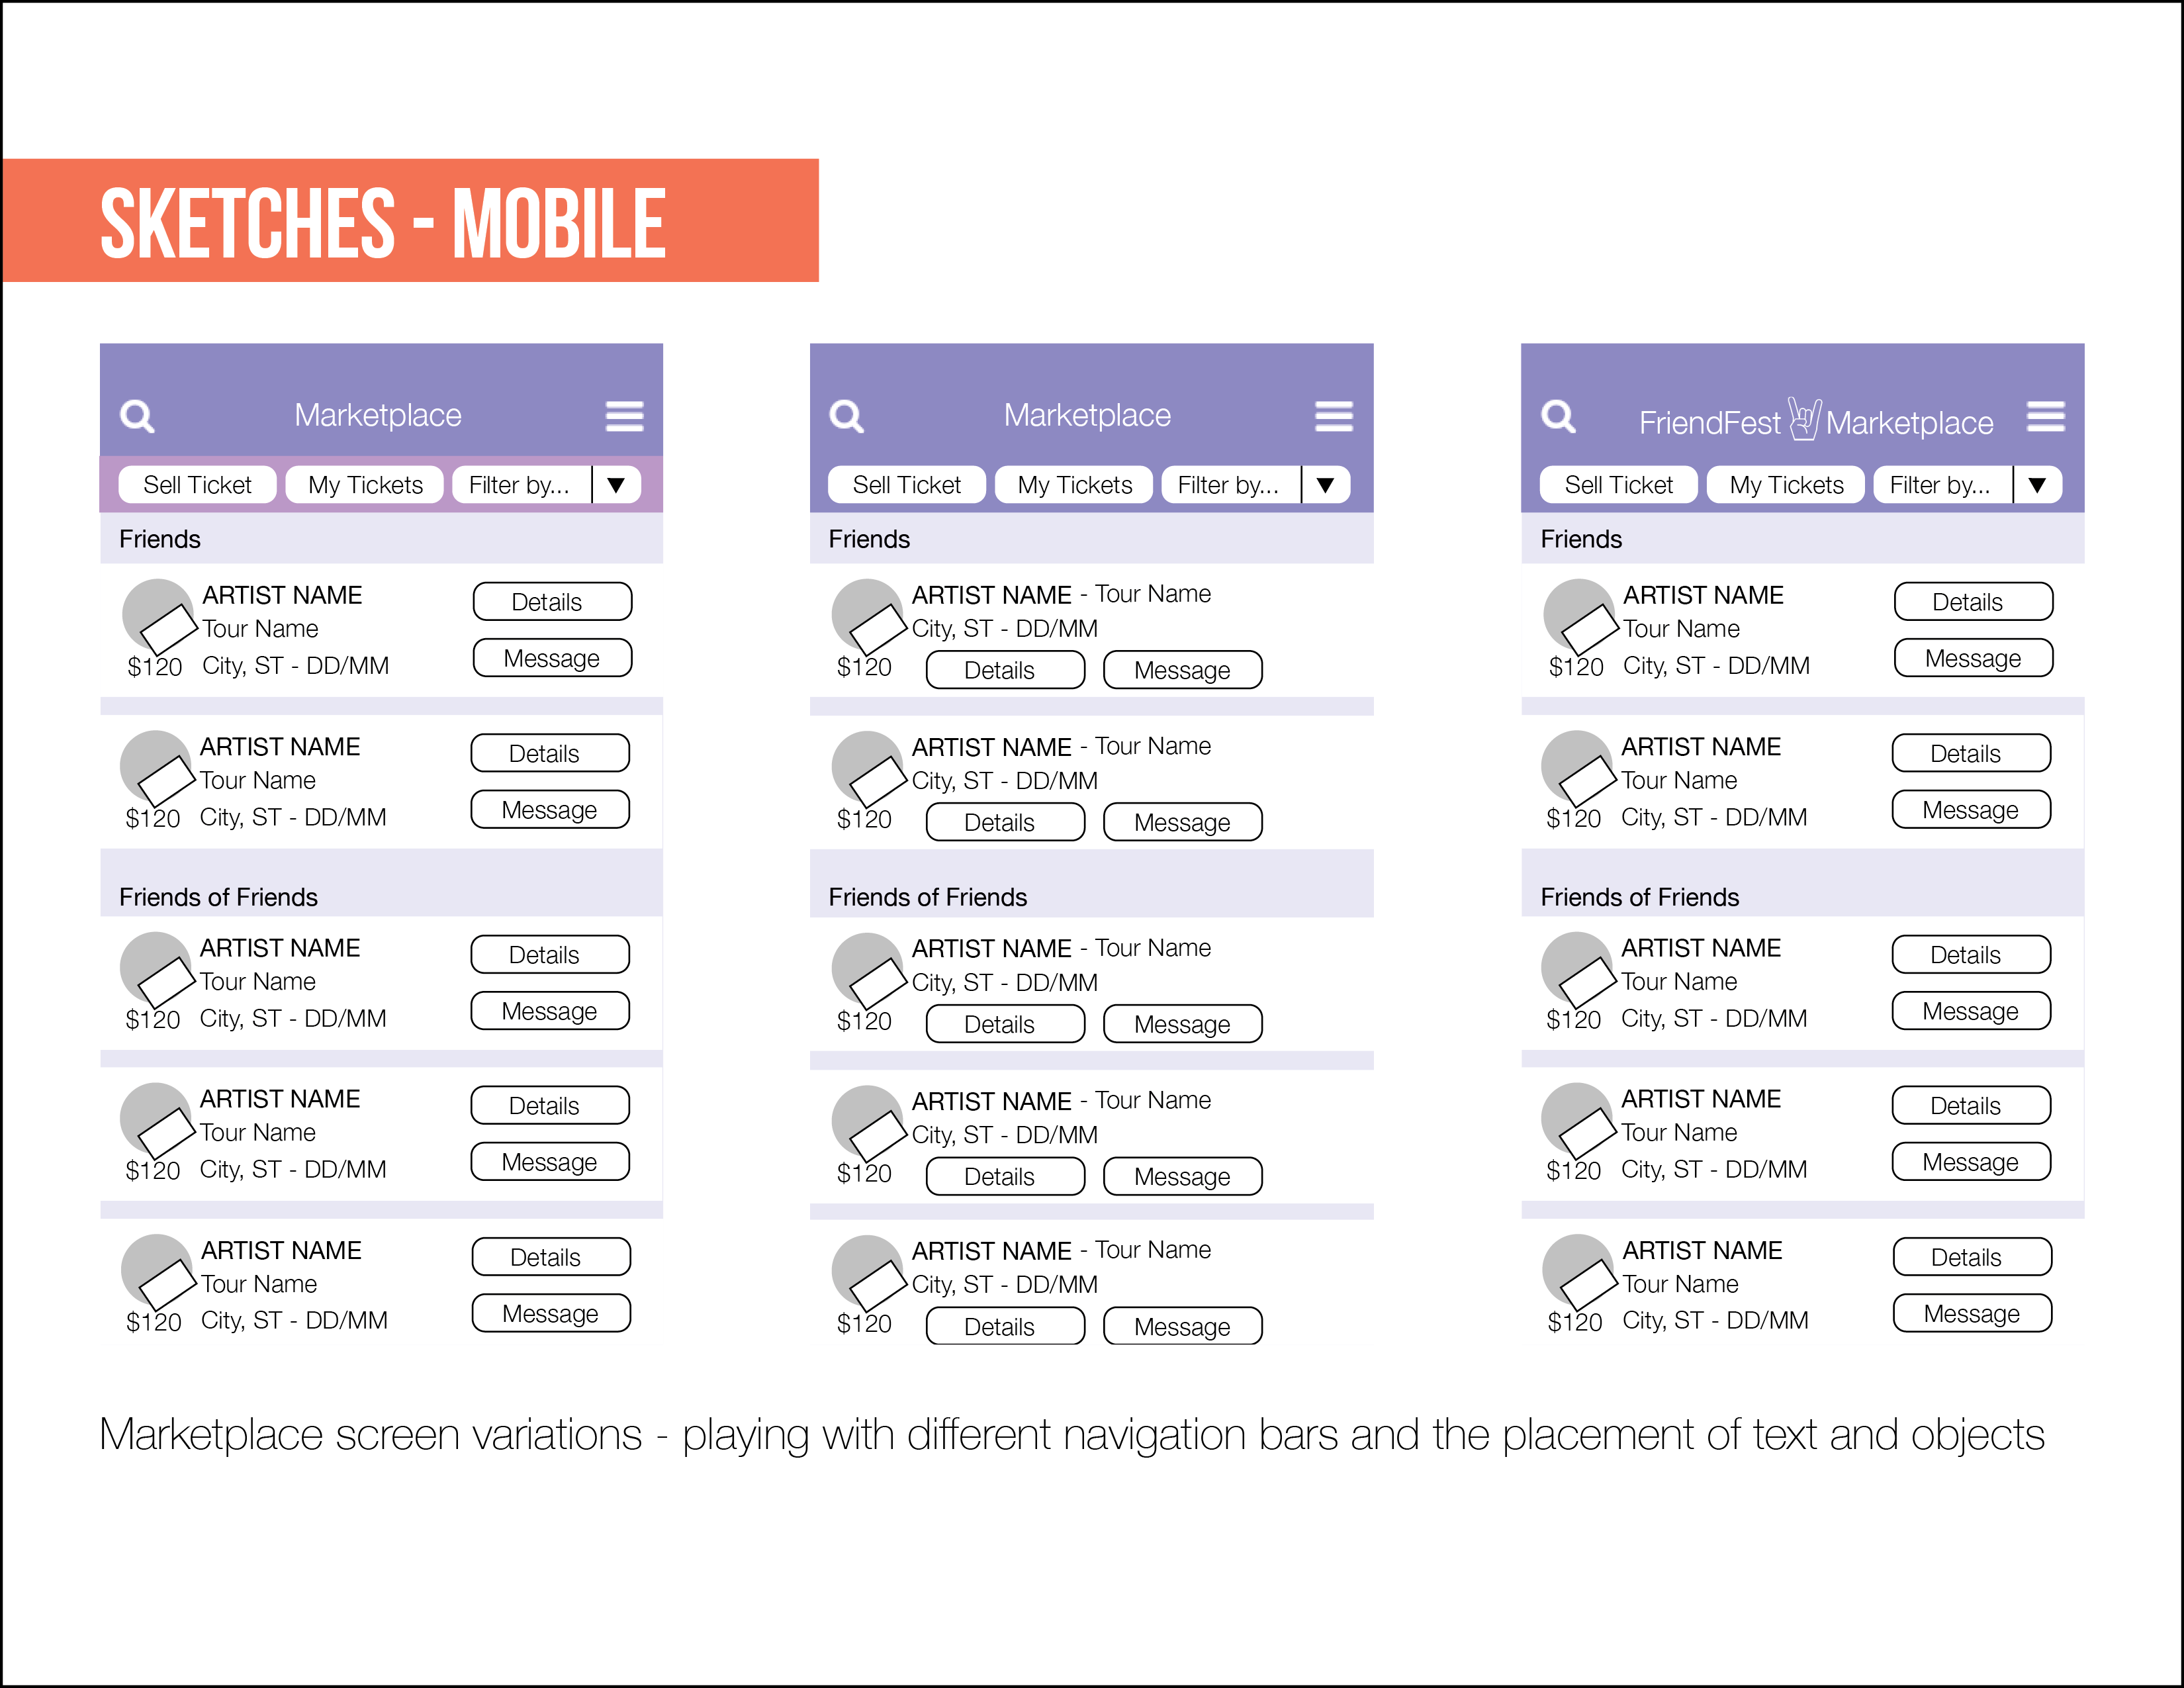 SKETCHES - MOBILE
Marketplace
Sell Ticket
My Tickets
Filter by...
Friends
ARTIST NAME
Tour Name
$120 City, ST - DD/MM
Details
Message
ARTIST NAME
Tour Name
$120 City, ST - DD/MM
Details
Message
Friends of Friends
ARTIST NAME
Tour Name
$120 City, ST - DD/MM
Details
Message
ARTIST NAME
Tour Name
$120 City, ST - DD/MM
Details
Message
ARTIST NAME
Tour Name
$120 City, ST - DD/MM
Details
Message
Marketplace
Sell Ticket
My Tickets
Filter by...
Friends
ARTIST NAME - Tour Name
City, ST - DD/MM
$120
Details
Message
ARTIST NAME - Tour Name
City, ST - DD/MM
$120
Details
Message
Friends of Friends
ARTIST NAME - Tour Name
City, ST - DD/MM
$120
Details
Message
ARTIST NAME - Tour Name
City, ST - DD/MM
$120
Details
Message
ARTIST NAME - Tour Name
City, ST - DD/MM
$120
Details
Message
FriendFest Marketplace
Sell Ticket
My Tickets
Filter by...
Friends
ARTIST NAME
Tour Name
$120 City, ST - DD/MM
Details
Message
ARTIST NAME
Tour Name
$120 City, ST - DD/MM
Details
Message
Friends of Friends
ARTIST NAME
Tour Name
$120 City, ST - DD/MM
Details
Message
ARTIST NAME
Tour Name
$120 City, ST - DD/MM
Details
Message
ARTIST NAME
Tour Name
$120 City, ST - DD/MM
Details
Message
Marketplace screen variations - playing with different navigation bars and the placement of text and objects